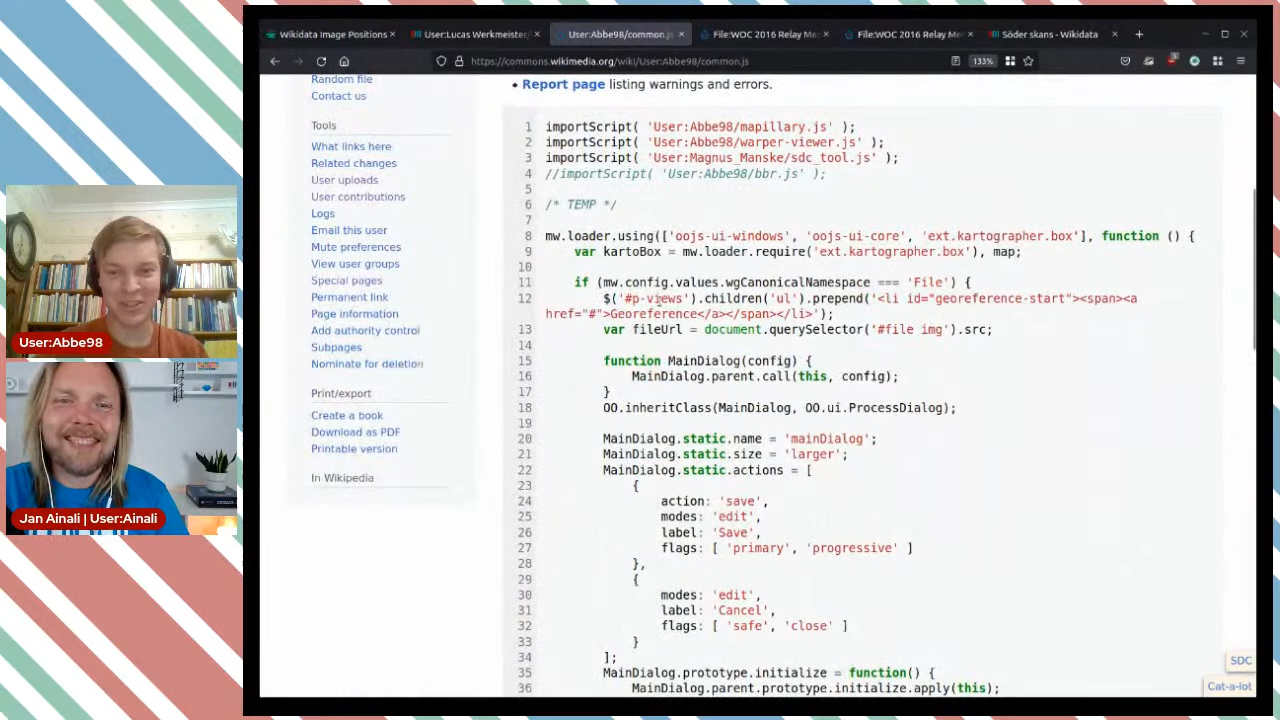 Wikidata Image Positions
User:Lucas Werkmeister/
User:Abbe98/common.js
File:WOC 2016 Relay Me
File:WOC 2016 Relay Me
Söder skans - Wikidata
https://commons.wikimedia.org/wiki/User:Abbe98/common.js
133%
Random file
Contact us
Tools
What links here
Related changes
User uploads
User contributions
Logs
Email this user
Mute preferences
View user groups
Special pages
Permanent link
Page information
Add authority control
Subpages
Nominate for deletion
Print/export
Create a book
Download as PDF
Printable version
In Wikipedia
• Report page listing warnings and errors.
1 importScript( 'User:Abbe98/mapillary.js' );
2 importScript( 'User:Abbe98/warper-viewer.js' );
3 importScript( 'User:Magnus_Manske/sdc_tool.js' );
4 //importScript( 'User:Abbe98/bbr.js' );
5
6 /* TEMP */
7
8 mw.loader.using(['oojs-ui-windows', 'oojs-ui-core', 'ext.kartographer.box'], function () {
9 var kartoBox = mw.loader.require('ext.kartographer.box'), map;
10
11 if (mw.config.values.wgCanonicalNamespace === 'File') {
12 $('#p-views').children('ul').prepend('<li id="georeference-start"><span><a
href="#">Georeference</a></span></li>');
13 var fileUrl = document.querySelector('#file img').src;
14
15 function MainDialog(config) {
16 MainDialog.parent.call(this, config);
17 }
18 OO.inheritClass(MainDialog, OO.ui.ProcessDialog);
19
20 MainDialog.static.name = 'mainDialog';
21 MainDialog.static.size = 'larger';
22 MainDialog.static.actions = [
23 {
24 action: 'save',
25 modes: 'edit',
26 label: 'Save',
27 flags: [ 'primary', 'progressive' ]
28 },
29 {
30 modes: 'edit',
31 label: 'Cancel',
32 flags: [ 'safe', 'close' ]
33 }
34 ];
35 MainDialog.prototype.initialize = function() {
36 MainDialog.parent.prototype.initialize.apply(this);
SDC
Cat-a-lot
User:Abbe98
Jan Ainali | User:Ainali